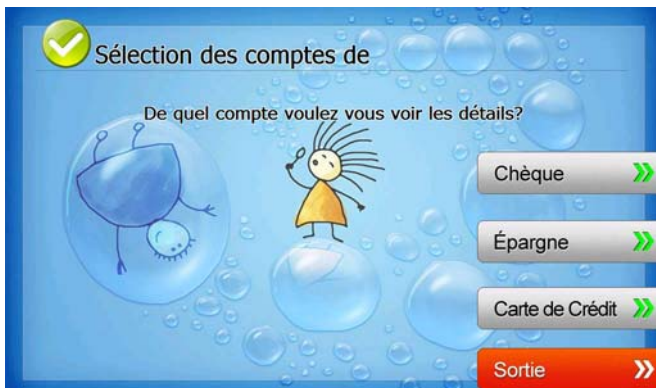 Sélection des comptes de
De quel compte voulez vous voir les détails?
Chèque
Épargne
Carte de Crédit
Sortie